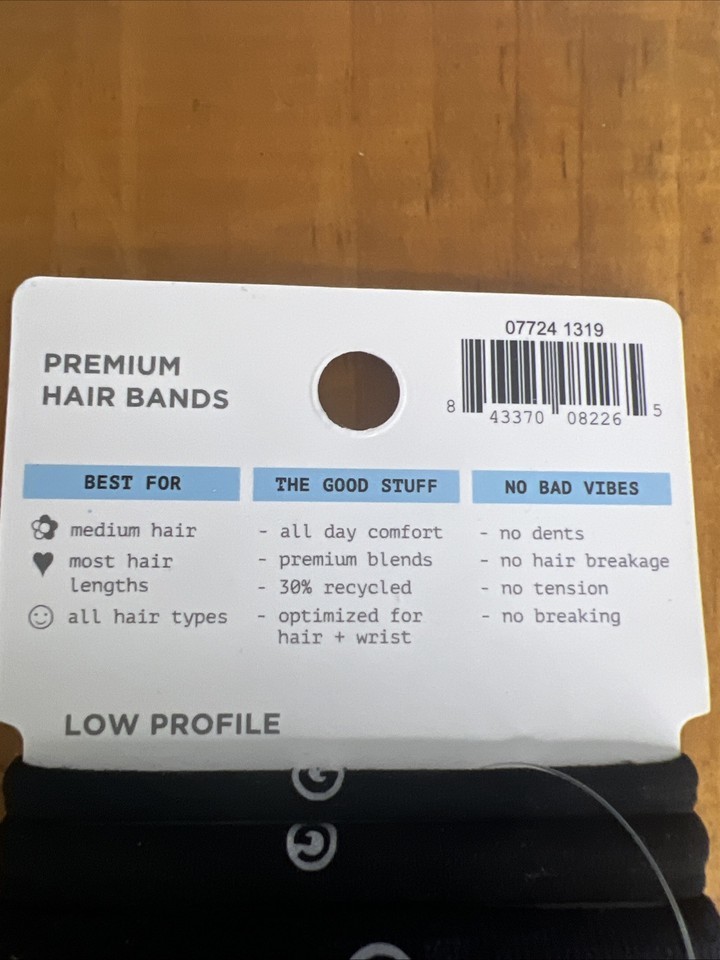 PREMIUM
HAIR BANDS
07724 1319
8 43370 08226 5
BEST FOR
medium hair
most hair
lengths
all hair types
THE GOOD STUFF
- all day comfort
- premium blends
- 30% recycled
- optimized for
hair + wrist
NO BAD VIBES
- no dents
- no hair breakage
- no tension
- no breaking
LOW PROFILE